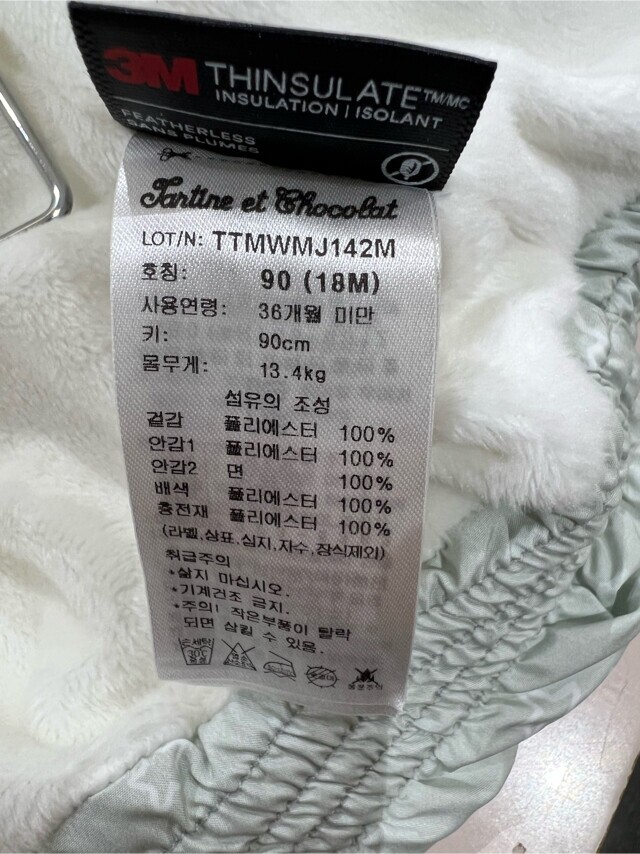 3M THINSULATE™/MC
INSULATION | ISOLANT
FEATHERLESS
SANS PLUMES
Tartine et Chocolat
LOT/N: TTMWMJ142M
호칭: 90 (18M)
사용연령: 36개월 미만
키: 90cm
몸무게: 13.4kg
섬유의 조성
겉감 폴리에스터 100%
안감1 폴리에스터 100%
안감2 면 100%
배색 폴리에스터 100%
충전재 폴리에스터 100%
(라벨,상표,심지,자수,장식제외)
취급주의
*삶지 마십시오.
*기계건조 금지.
*주의! 작은부품이 탈락
되면 삼킬 수 있음.
손세탁
30℃
중성